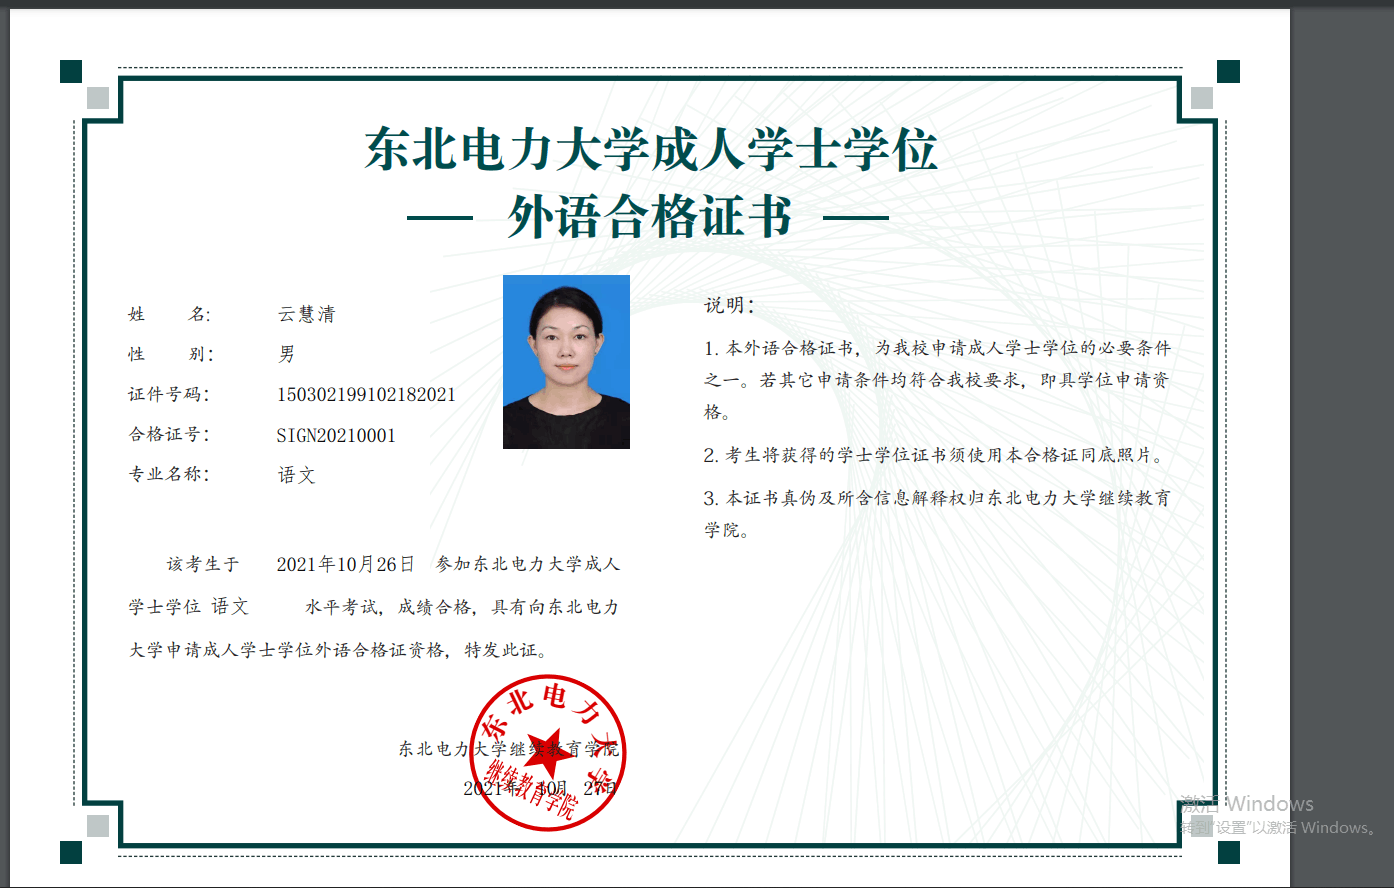 东北电力大学成人学士学位
外语合格证书
姓 名: 云慧清
性 别: 男
证件号码: 150302199102182021
合格证号: SIGN20210001
专业名称: 语文
该考生于 2021年10月26日 参加东北电力大学成人
学士学位 语文 水平考试，成绩合格，具有向东北电力
大学申请成人学士学位外语合格证资格，特发此证。
东北电力大学继续教育学院
2021年 10月 27日
东北电力大学
继续教育学院
说明：
1. 本外语合格证书，为我校申请成人学士学位的必要条件
之一。若其它申请条件均符合我校要求，即具学位申请资
格。
2. 考生将获得的学士学位证书须使用本合格证同底照片。
3. 本证书真伪及所含信息解释权归东北电力大学继续教育
学院。
激活 Windows
转到"设置"以激活 Windows。